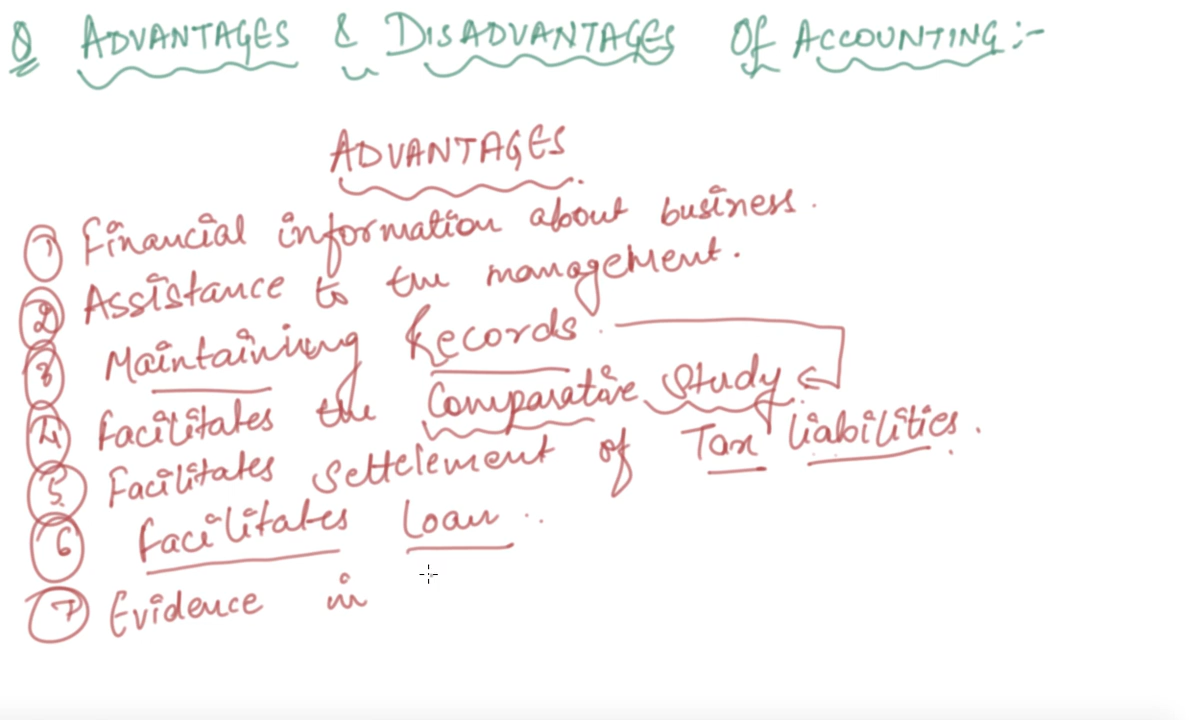 Q ADVANTAGES & DISADVANTAGES Of ACCOUNTING :-
ADVANTAGES
1 Financial information about business.
2 Assistance to the management.
3 Maintaining Records.
4 Facilitates the Comparative Study
5 Facilitates settelement of Tax liabilities.
6 facilitates Loan ..
7 Evidence in